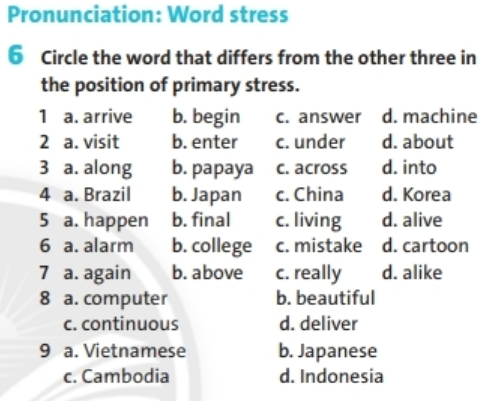 Pronunciation: Word stress
6 Circle the word that differs from the other three in
the position of primary stress.
1 a. arrive b. begin c. answer d. machine
2 a. visit b. enter c. under d. about
3 a. along b. papaya c. across d. into
4 a. Brazil b. Japan c. China d. Korea
5 a. happen b. final c. living d. alive
6 a. alarm b. college c. mistake d. cartoon
7 a. again b. above c. really d. alike
8 a. computer b. beautiful
c. continuous d. deliver
9 a. Vietnamese b. Japanese
c. Cambodia d. Indonesia